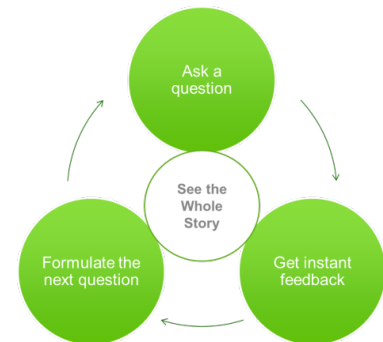 Ask a
question
See the
Whole
Story
Formulate the
next question
Get instant
feedback